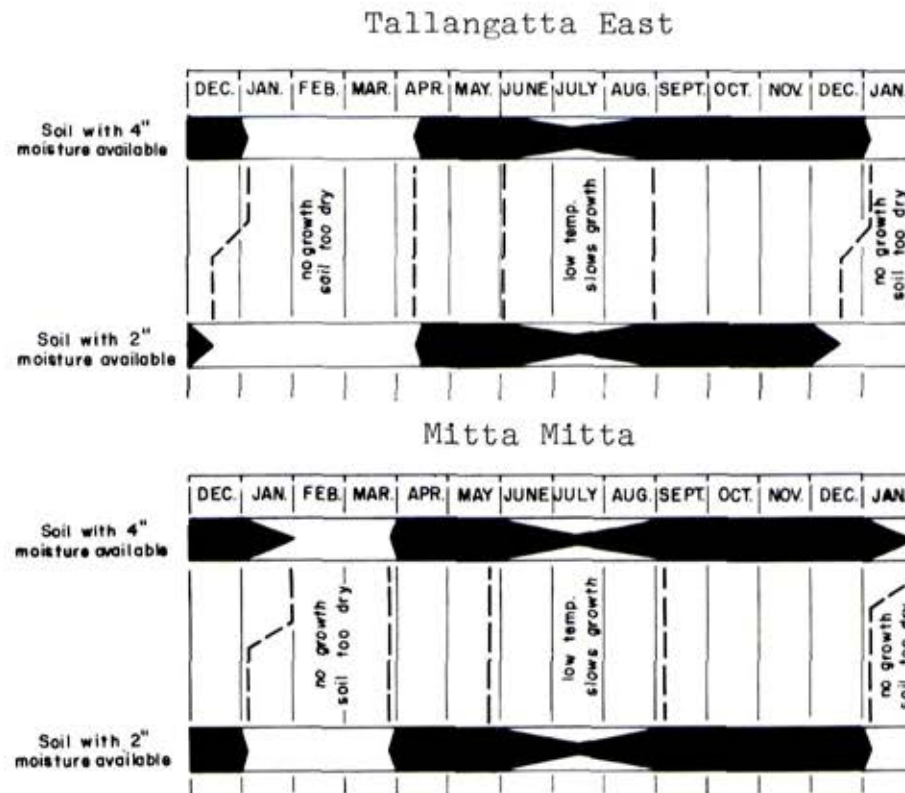 Tallangatta East
DEC. JAN. FEB. MAR. APR. MAY. JUNE JULY AUG. SEPT. OCT. NOV. DEC. JAN.
Soil with 4"
moisture available
no growth
soil too dry
low temp.
slows growth
no growth
soil too dry
Soil with 2"
moisture available
Mitta Mitta
DEC. JAN. FEB. MAR. APR. MAY JUNE JULY AUG. SEPT. OCT. NOV. DEC. JAN.
Soil with 4"
moisture available
no growth
soil too dry
low temp.
slows growth
no growth
soil too dry
Soil with 2"
moisture available